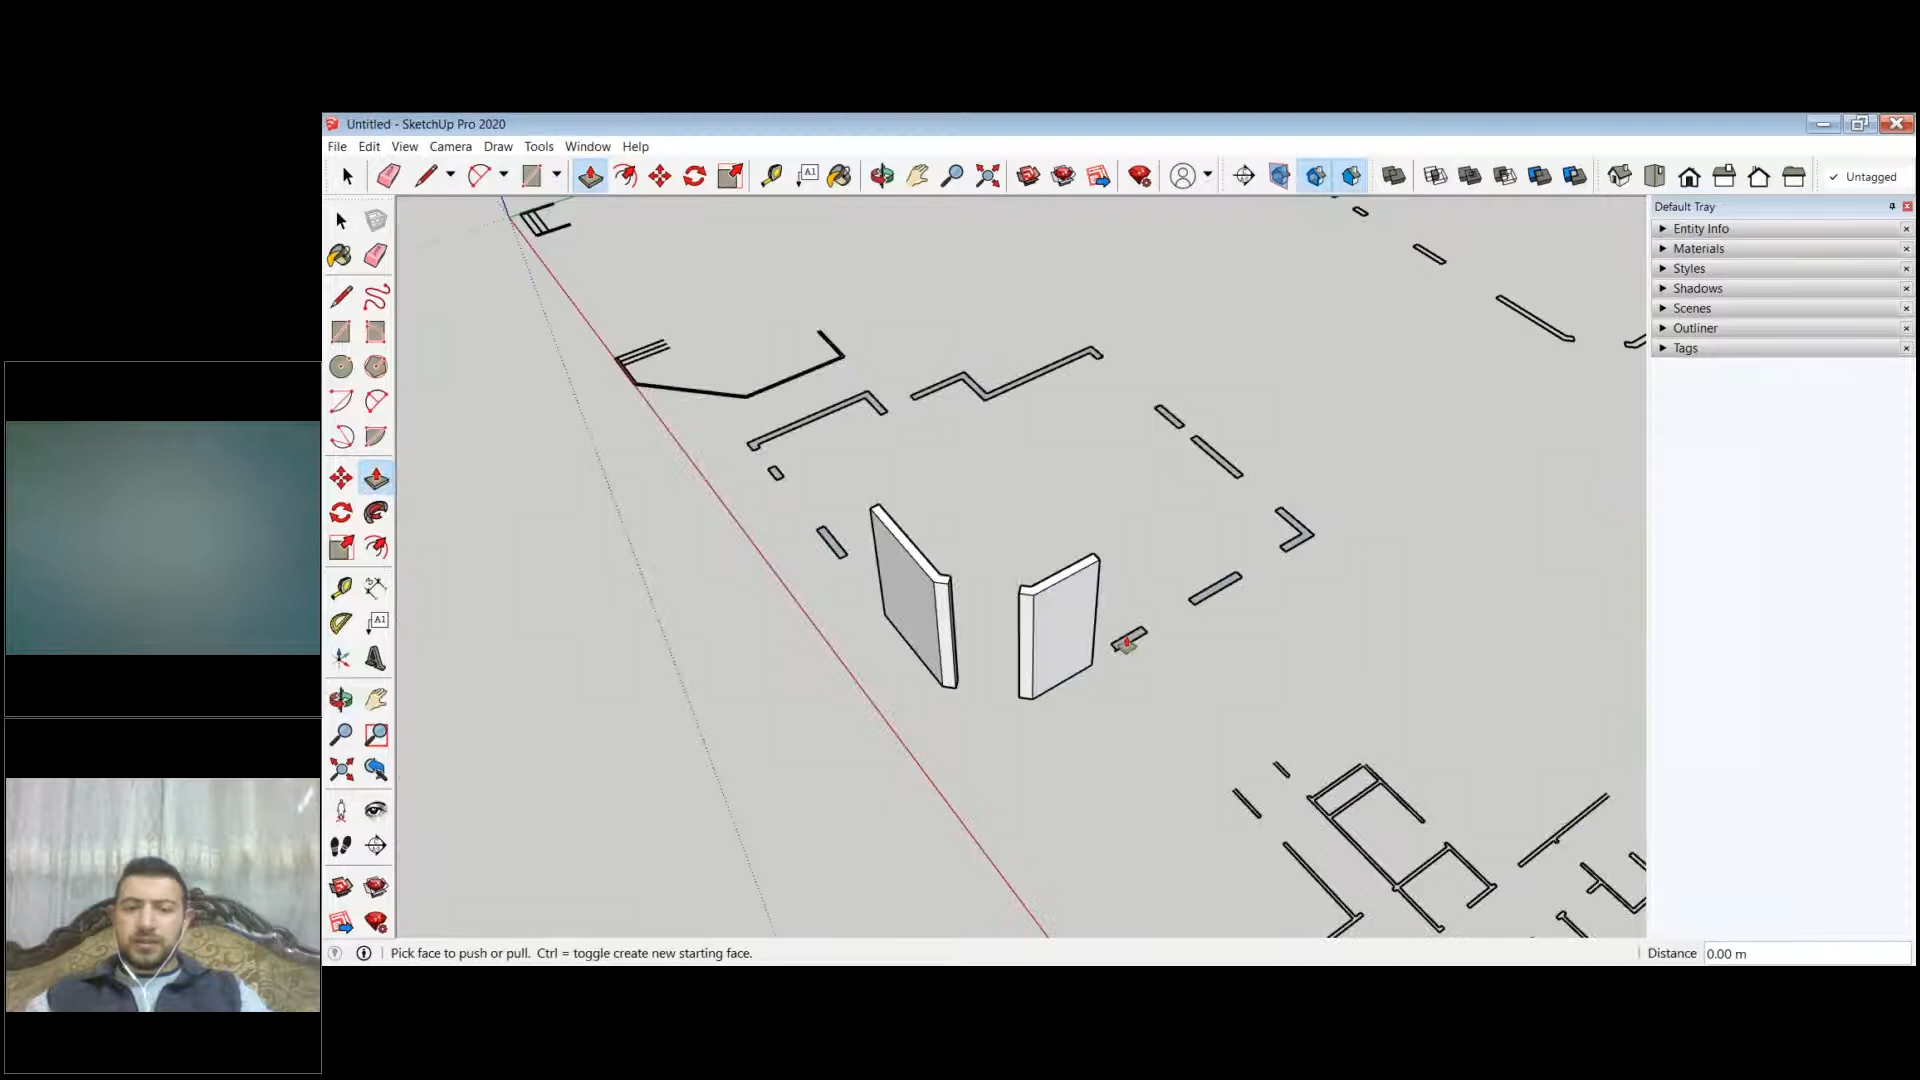 Untitled - SketchUp Pro 2020
File Edit View Camera Draw Tools Window Help
A1
Untagged
Default Tray
Entity Info
Materials
Styles
Shadows
Scenes
Outliner
Tags
A1
Pick face to push or pull. Ctrl = toggle create new starting face.
Distance 0.00 m